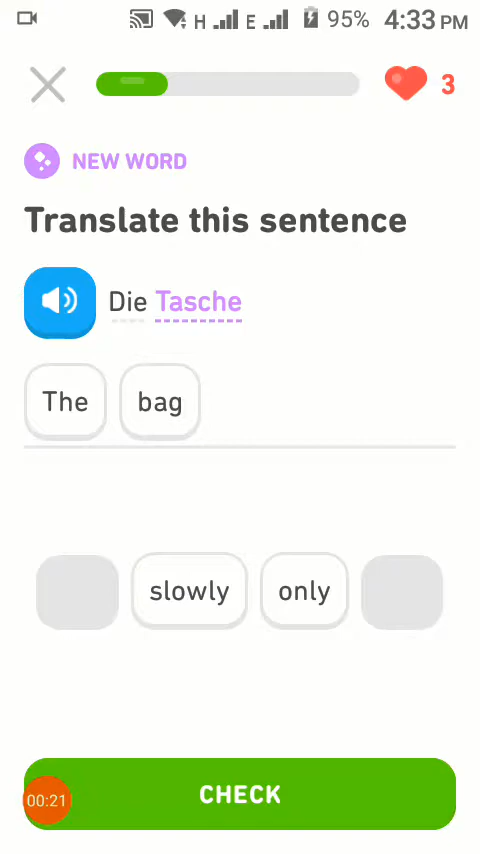 H E 95% 4:33 PM
3
NEW WORD
Translate this sentence
Die Tasche
The bag
slowly only
CHECK
00:21